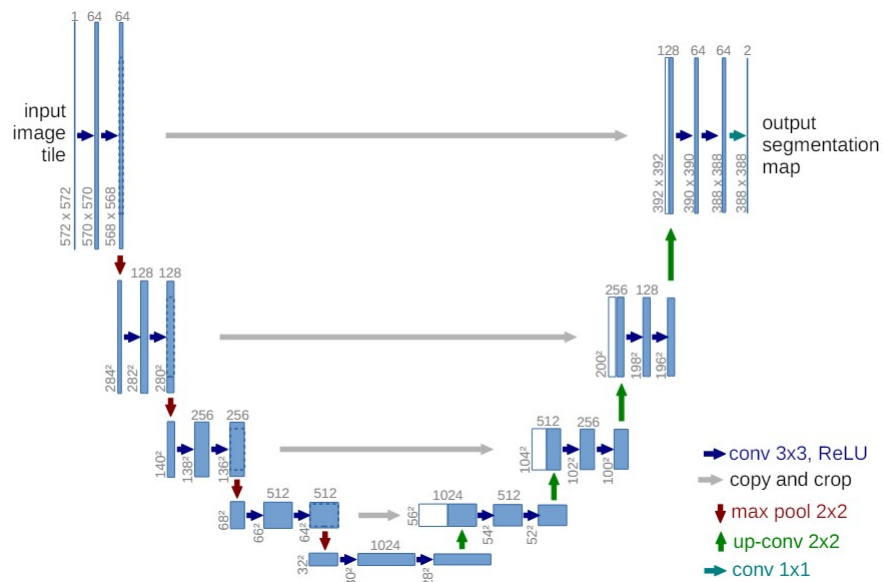 1 64 64
input
image
tile
572 x 572
570 x 570
568 x 568
128 64 64 2
392 x 392
390 x 390
388 x 388
388 x 388
output
segmentation
map
128 128
284²
282²
280²
256 128
200²
198²
196²
256 256
140²
138²
136²
512 256
104²
102²
100²
512 512
68²
66²
64²
1024 512
56²
54²
52²
1024
32²
30²
28²
conv 3x3, ReLU
copy and crop
max pool 2x2
up-conv 2x2
conv 1x1